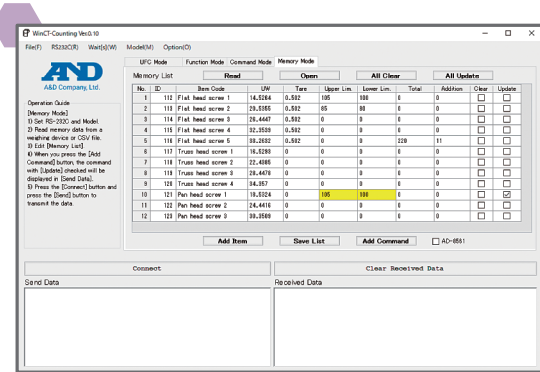 WinCT-Counting Ver.0.10
File(F) RS232C(R) Wait[s](W) Model(M) Option(O)
UFC Mode Function Mode Command Mode Memory Mode
AND
A&D Company, Ltd.
Operation Guide
[Memory Mode]
1) Set RS-232C and Model.
2) Read memory data from a
weighing device or CSV file.
3) Edit [Memory List]
4) When you press the [Add
Command] button, the command
with [Update] checked will be
displayed in [Send Data].
5) Press the [Connect] button and
press the [Send] button to
transmit the data.
Memory List Read Open All Clear All Update
No. ID Item Code UW Tare Upper Lim. Lower Lim. Total Addition Clear Update
1 112 Flat head screw 1 14.5264 0.502 105 100 0 0
2 113 Flat head screw 2 20.5355 0.502 85 80 0 0
3 114 Flat head screw 3 26.4447 0.502 0 0 0 0
4 115 Flat head screw 4 32.3539 0.502 0 0 0 0
5 116 Flat head screw 5 38.2632 0.502 0 0 220 11
6 117 Truss head screw 1 16.5293 0 0 0 0 0
7 118 Truss head screw 2 22.4385 0 0 0 0 0
8 119 Truss head screw 3 28.4478 0 0 0 0 0
9 120 Truss head screw 4 34.357 0 0 0 0 0
10 121 Pan head screw 1 18.5324 0 105 100 0 0
11 122 Pan head screw 2 24.4416 0 0 0 0 0
12 123 Pan head screw 3 30.3509 0 0 0 0 0
Add Item Save List Add Command AD-8561
Connect Clear Received Data
Send Data Received Data